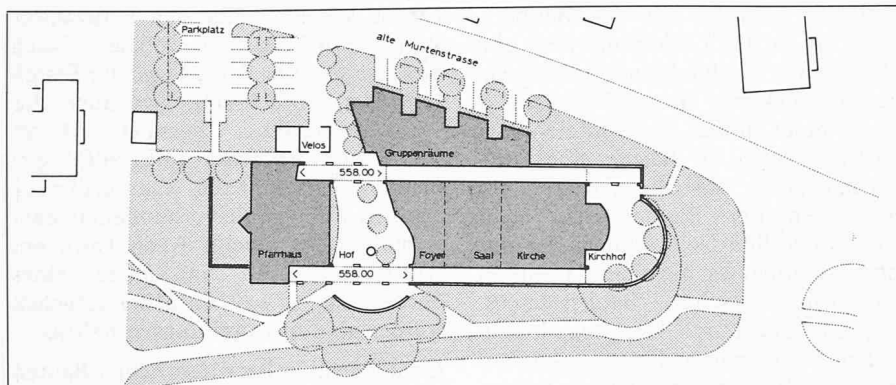 Parkplatz
alte Murtenstrasse
Velos
Gruppenräume
558.00
Pfarrhaus
Hof
Foyer
Saal
Kirche
Kirchhof
558.00